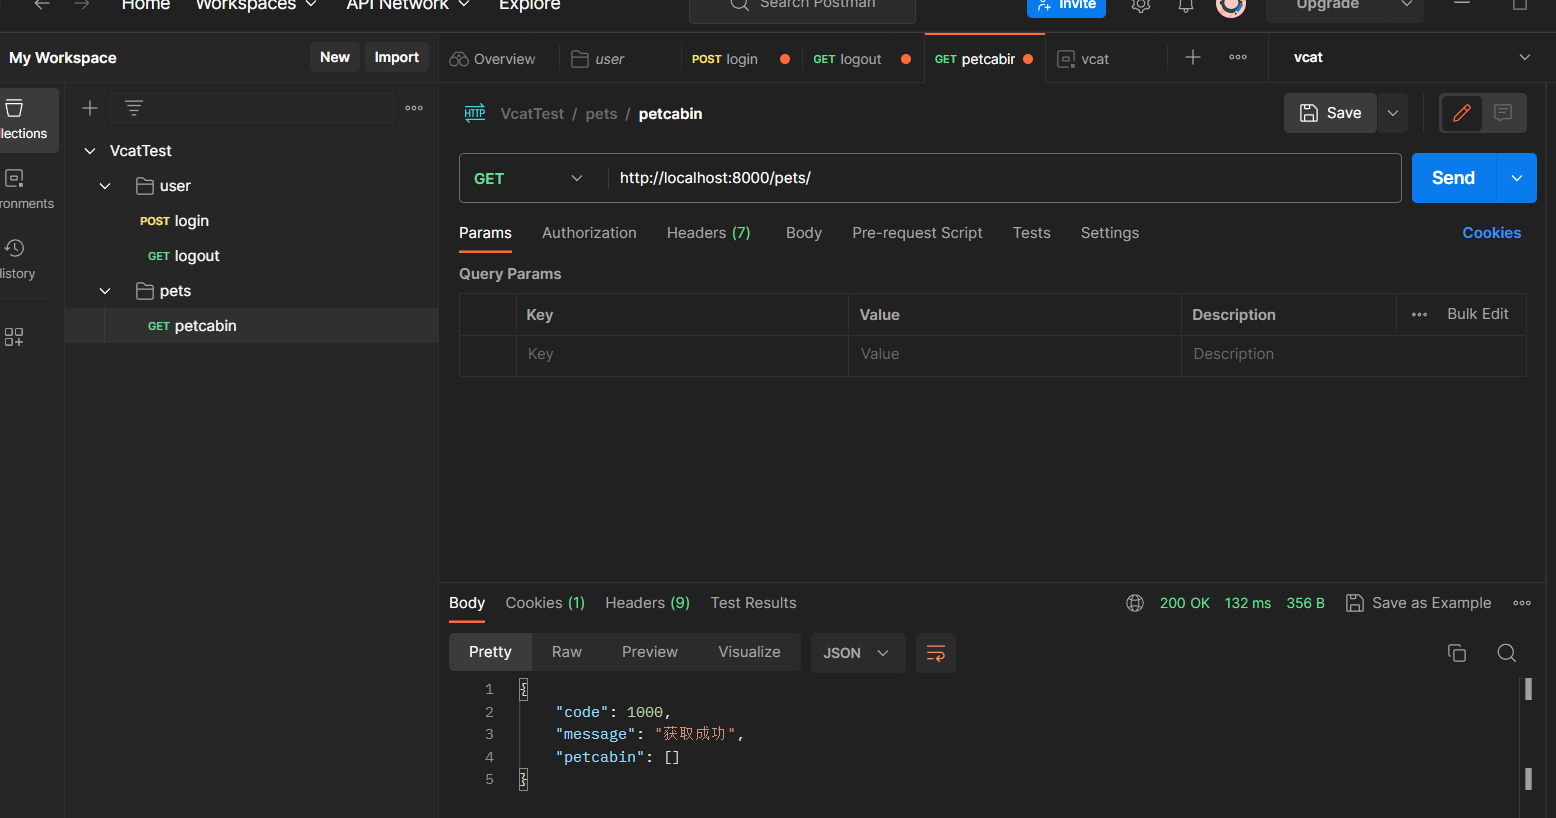 Home Workspaces API Network Explore Search Postman Invite Upgrade
My Workspace New Import Overview user POST login GET logout GET petcabin vcat vcat
VcatTest / pets / petcabin Save
GET http://localhost:8000/pets/ Send
Params Authorization Headers (7) Body Pre-request Script Tests Settings Cookies
Query Params
Key Value Description Bulk Edit
Key Value Description
lections
ronments
listory
VcatTest
user
POST login
GET logout
pets
GET petcabin
Body Cookies (1) Headers (9) Test Results 200 OK 132 ms 356 B Save as Example
Pretty Raw Preview Visualize JSON
1 {
2 "code": 1000,
3 "message": "获取成功",
4 "petcabin": []
5 }